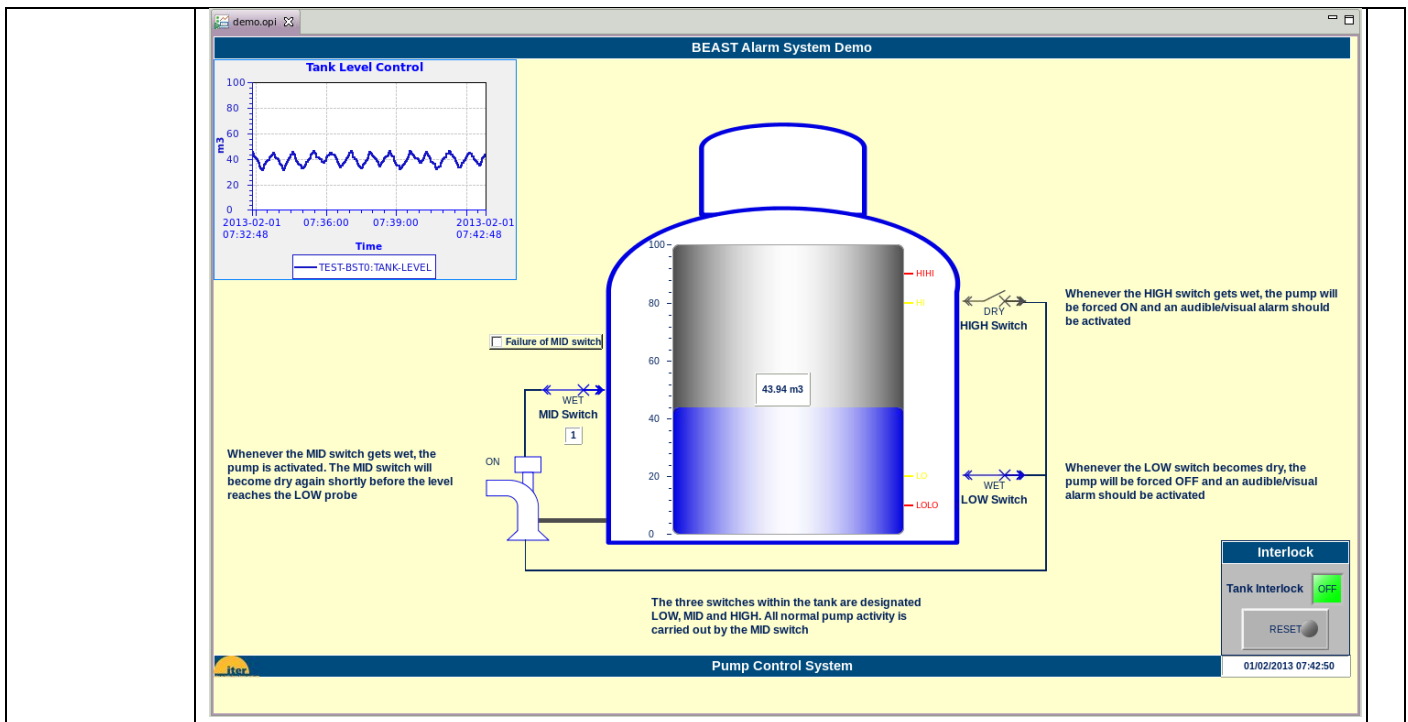 demo.opi
BEAST Alarm System Demo
Tank Level Control
100
80
60
40
20
0
m3
2013-02-01
07:32:48
07:36:00
07:39:00
2013-02-01
07:42:48
Time
TEST-BST0:TANK-LEVEL
100
80
60
40
20
0
HIHI
HI
LO
LOLO
43.94 m3
DRY
HIGH Switch
Whenever the HIGH switch gets wet, the pump will
be forced ON and an audible/visual alarm should
be activated
Failure of MID switch
WET
MID Switch
1
ON
Whenever the MID switch gets wet, the
pump is activated. The MID switch will
become dry again shortly before the level
reaches the LOW probe
WET
LOW Switch
Whenever the LOW switch becomes dry, the
pump will be forced OFF and an audible/visual
alarm should be activated
Interlock
Tank Interlock
OFF
RESET
The three switches within the tank are designated
LOW, MID and HIGH. All normal pump activity is
carried out by the MID switch
iter
Pump Control System
01/02/2013 07:42:50